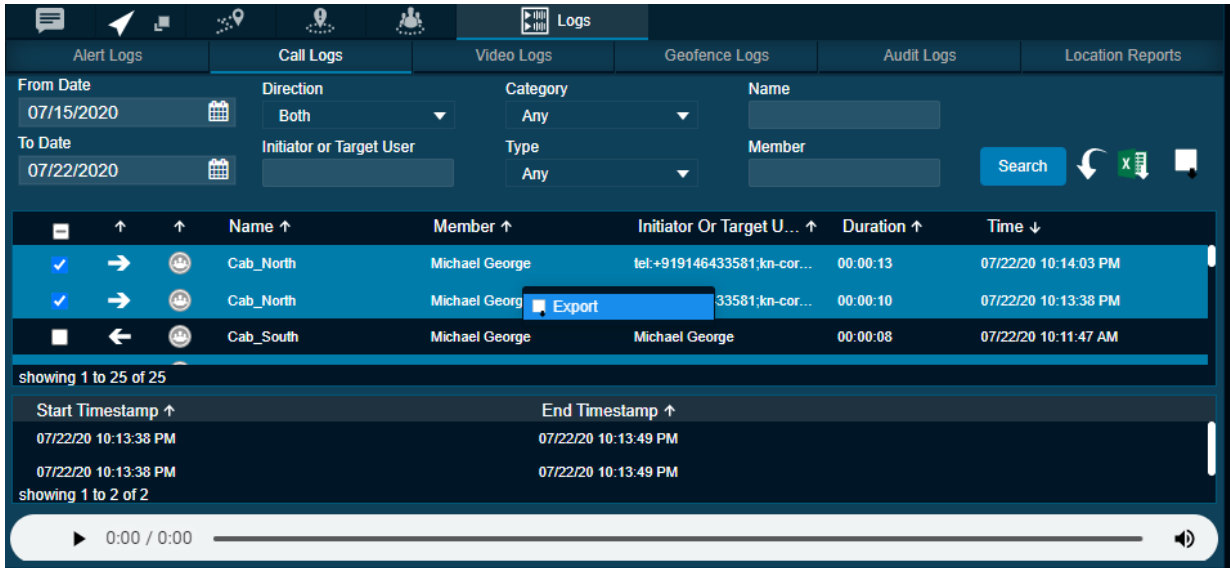 Logs
Alert Logs Call Logs Video Logs Geofence Logs Audit Logs Location Reports
From Date Direction Category Name
07/15/2020 Both Any
To Date Initiator or Target User Type Member
07/22/2020 Any Search
Name ↑ Member ↑ Initiator Or Target U... ↑ Duration ↑ Time ↓
Cab_North Michael George tel:+919146433581;kn-cor... 00:00:13 07/22/20 10:14:03 PM
Cab_North Michael Georg 33581;kn-cor... 00:00:10 07/22/20 10:13:38 PM
Export
Cab_South Michael George Michael George 00:00:08 07/22/20 10:11:47 AM
showing 1 to 25 of 25
Start Timestamp ↑ End Timestamp ↑
07/22/20 10:13:38 PM 07/22/20 10:13:49 PM
07/22/20 10:13:38 PM 07/22/20 10:13:49 PM
showing 1 to 2 of 2
0:00 / 0:00